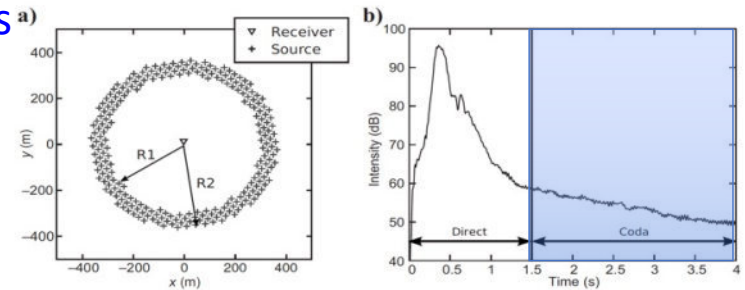 s
a)
▽ Receiver
+ Source
R1
R2
400
200
0
−200
−400
y (m)
−400 −200 0 200 400
x (m)
b)
100
90
80
70
60
50
40
Intensity (dB)
Direct
Coda
0 0.5 1 1.5 2 2.5 3 3.5 4
Time (s)